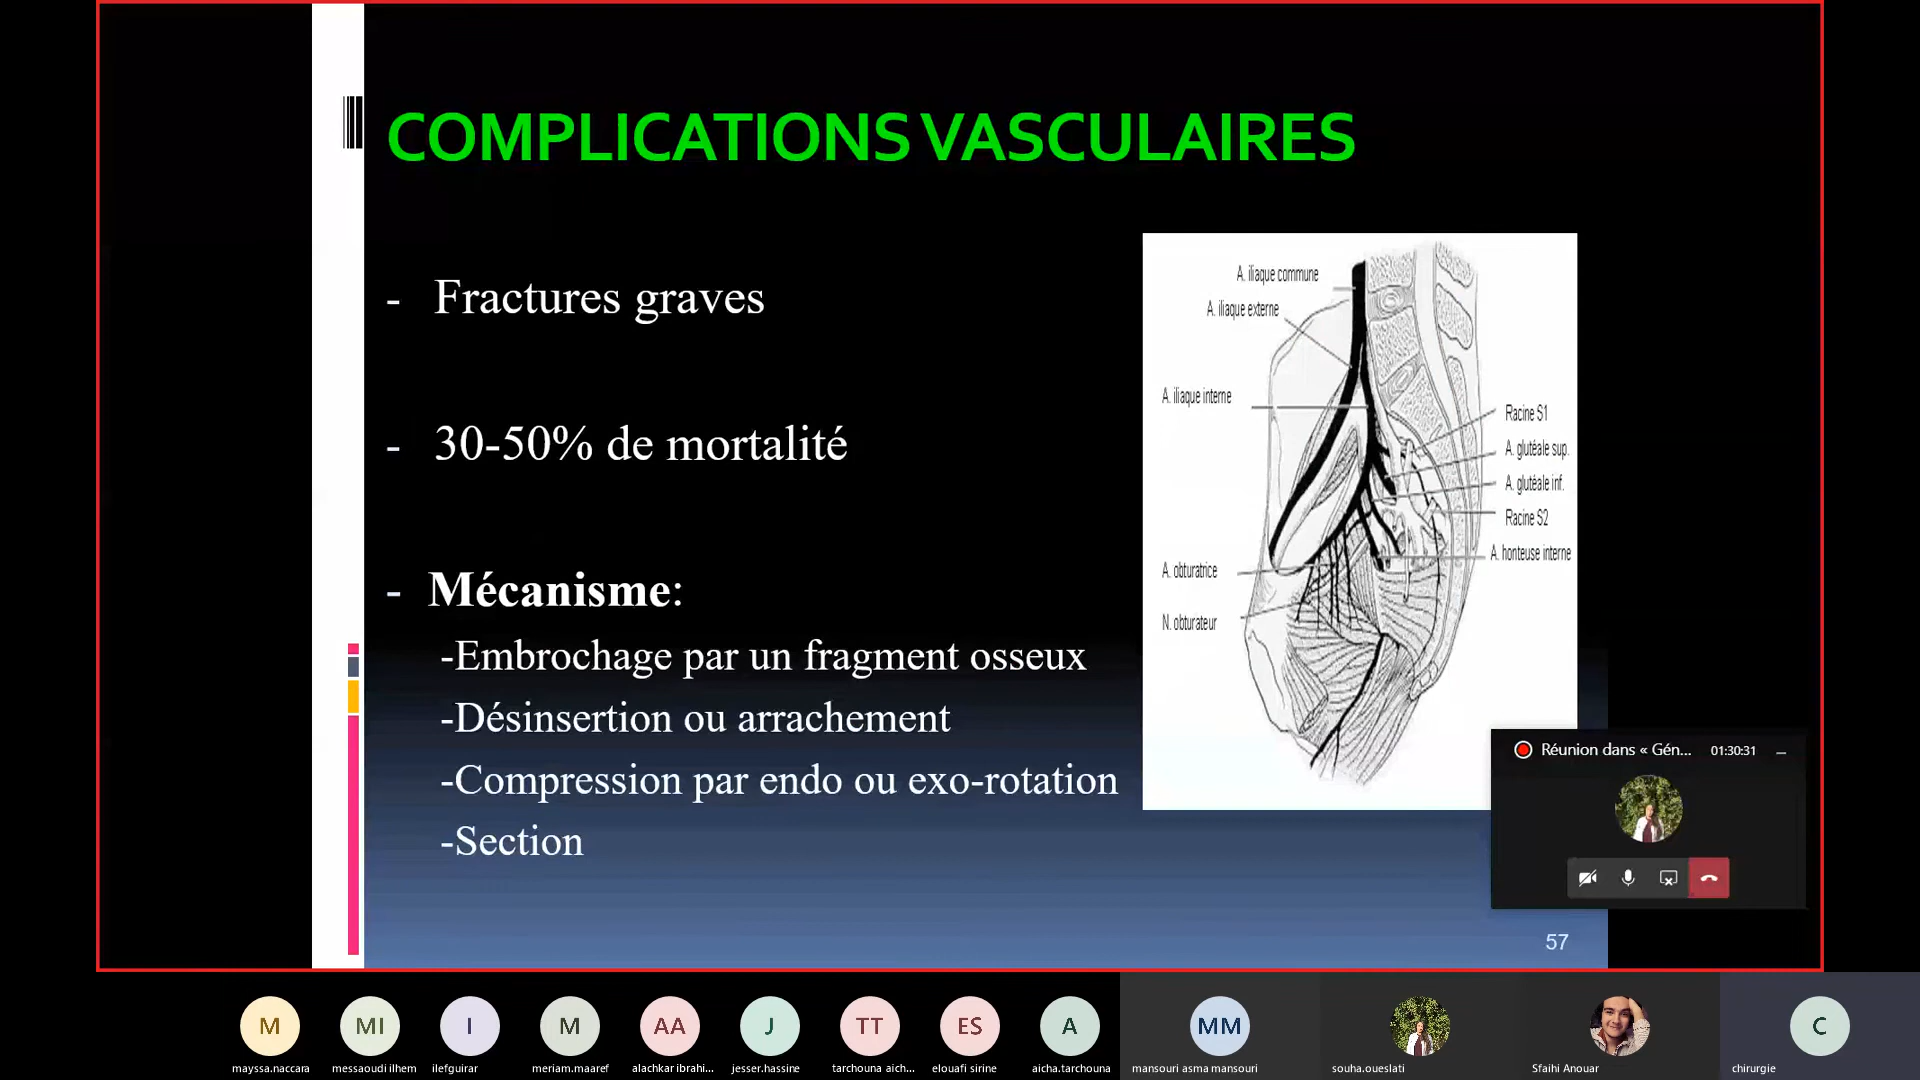 COMPLICATIONS VASCULAIRES
- Fractures graves
- 30-50% de mortalité
- Mécanisme:
-Embrochage par un fragment osseux
-Désinsertion ou arrachement
-Compression par endo ou exo-rotation
-Section
A. iliaque commune
A. iliaque externe
A. iliaque interne
A. obturatrice
N. obturateur
Racine S1
A. glutéale sup.
A. glutéale inf.
Racine S2
A. honteuse interne
Réunion dans « Gén... 01:30:31
57
M MI I M AA J TT ES A MM C
mayssa.naccara messaoudi ilhem ilefguirar meriam.maaref alachkar ibrahi... jesser.hassine tarchouna aich... elouafi sirine aicha.tarchouna mansouri asma mansouri souha.oueslati Sfaihi Anouar chirurgie